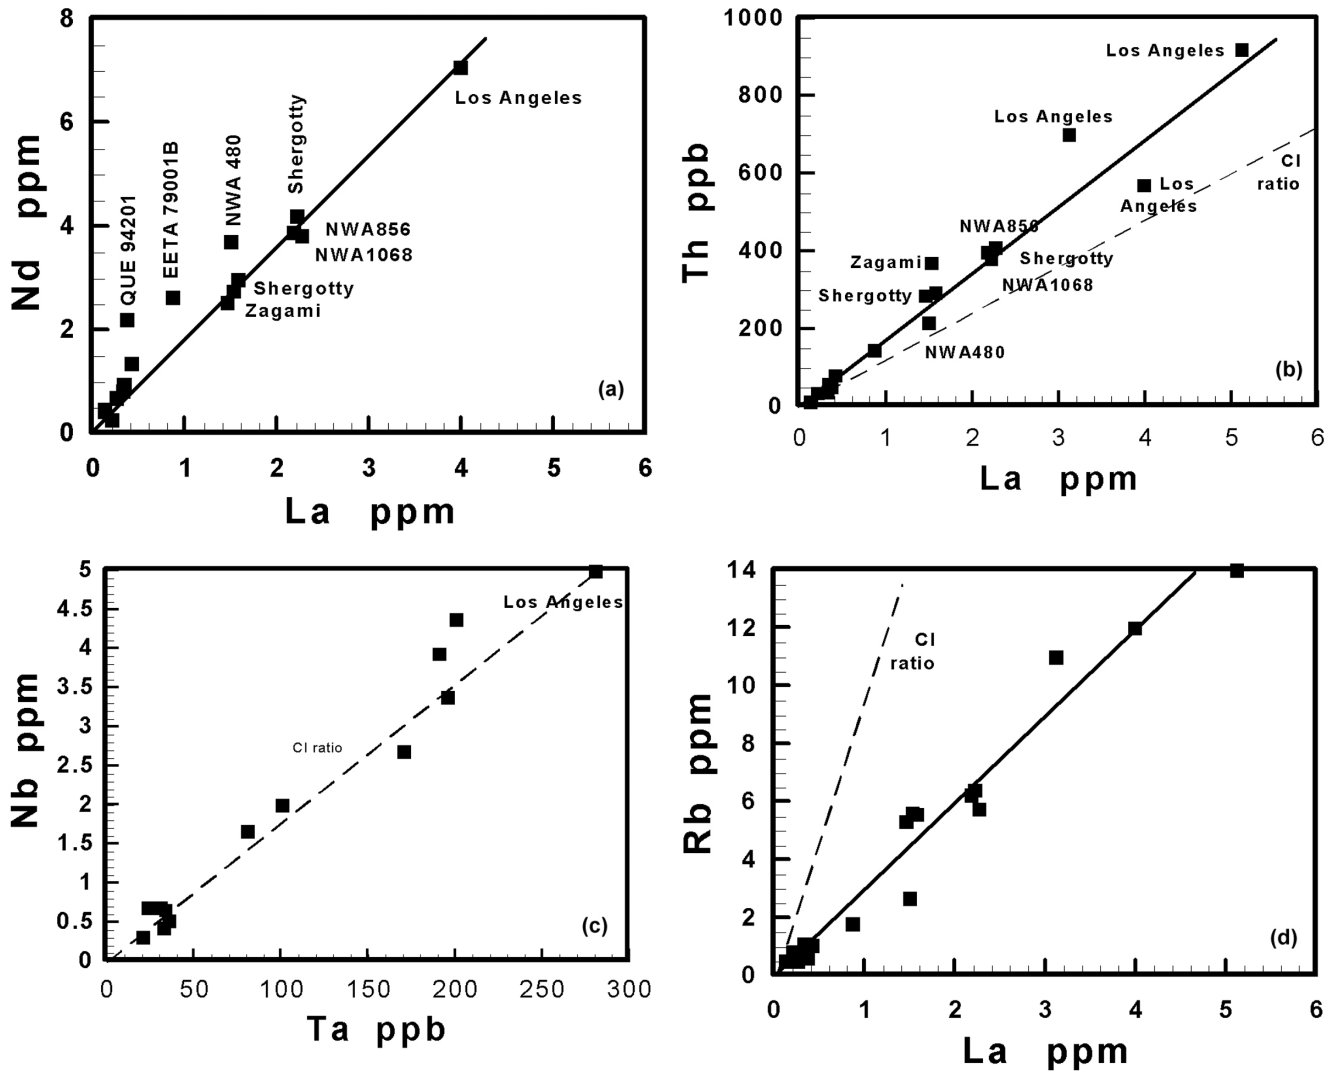 8
6
4
2
0
Nd ppm
QUE 94201
EETA 79001B
NWA 480
Shergotty
Los Angeles
NWA856
NWA1068
Shergotty
Zagami
(a)
0 1 2 3 4 5 6
La ppm
1000
800
600
400
200
0
Th ppb
Los Angeles
Los Angeles
CI
ratio
Los
Angeles
NWA856
Zagami
Shergotty
NWA1068
Shergotty
NWA480
(b)
0 1 2 3 4 5 6
La ppm
5
4.5
4
3.5
3
2.5
2
1.5
1
0.5
0
Nb ppm
Los Angeles
CI ratio
(c)
0 50 100 150 200 250 300
Ta ppb
14
12
10
8
6
4
2
0
Rb ppm
CI
ratio
(d)
0 1 2 3 4 5 6
La ppm